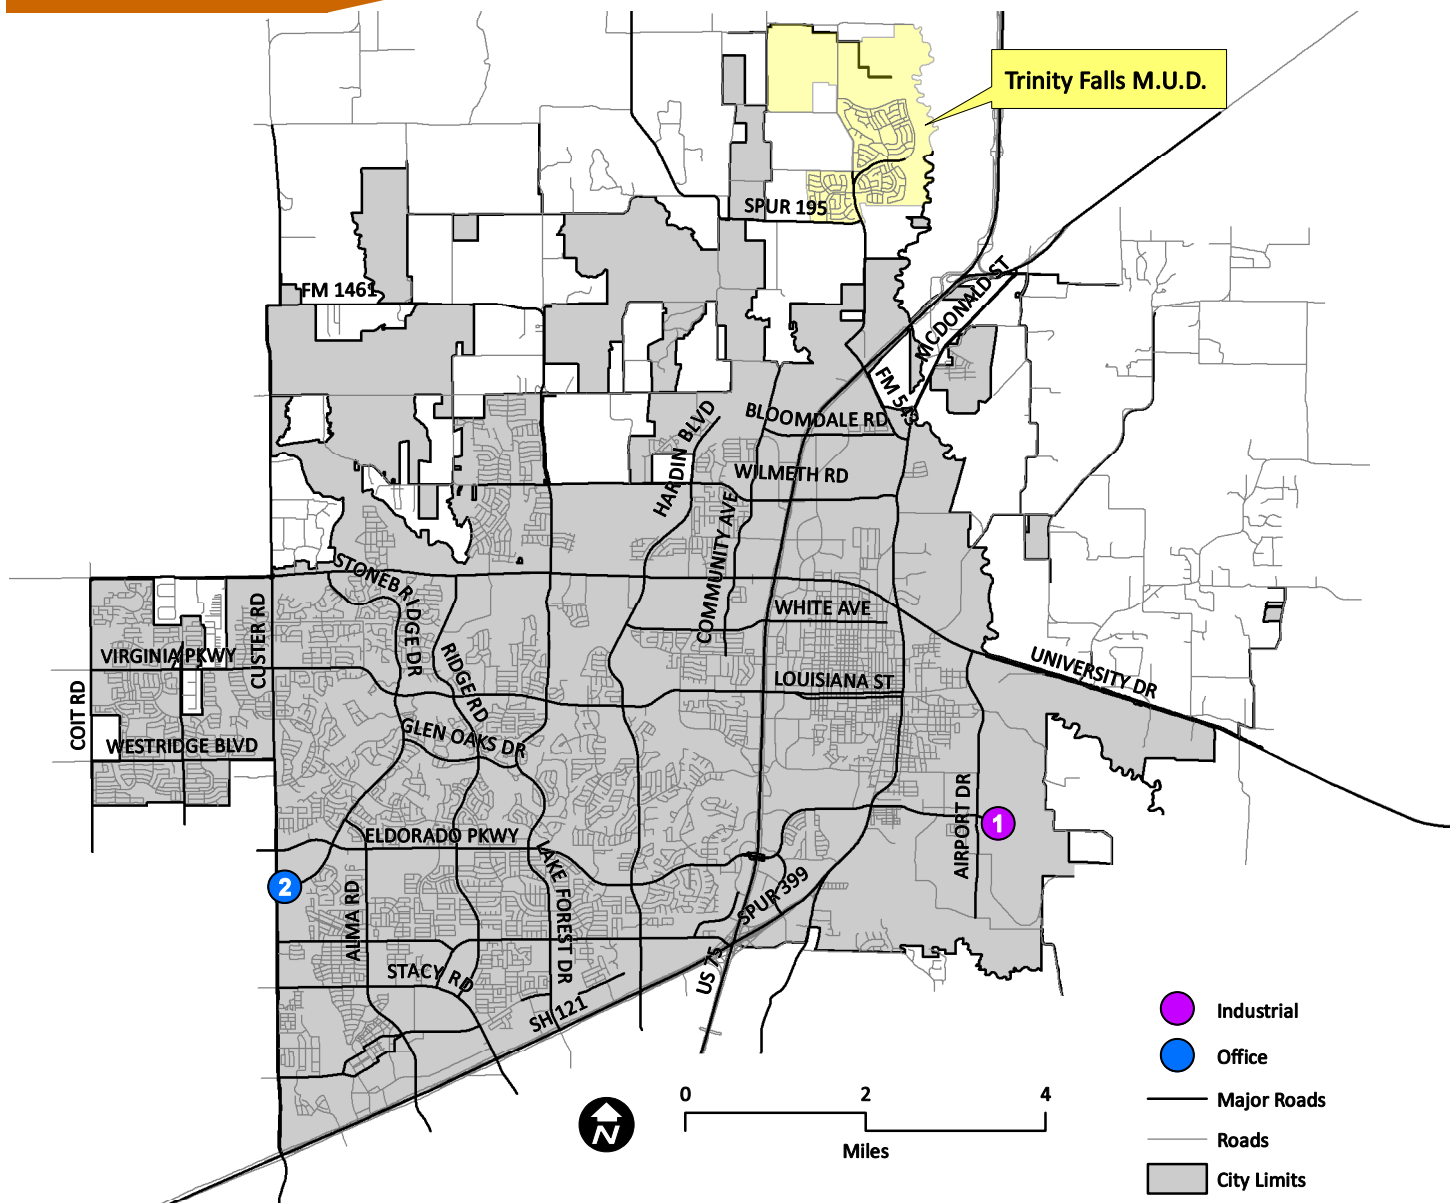 Trinity Falls M.U.D.
SPUR 195
MCDONALD ST
FM 1461
FM 543
BLOOMDALE RD
HARDIN BLVD
WILMETH RD
COMMUNITY AVE
STONEBRIDGE DR
WHITE AVE
CUSTER RD
VIRGINIA PKWY
RIDGE RD
UNIVERSITY DR
LOUISIANA ST
COIT RD
GLEN OAKS DR
WESTRIDGE BLVD
AIRPORT DR
1
ELDORADO PKWY
LAKE FOREST DR
2
SPUR 399
ALMA RD
US 75
STACY RD
SH 121
Industrial
Office
0 2 4
Miles
N
Major Roads
Roads
City Limits